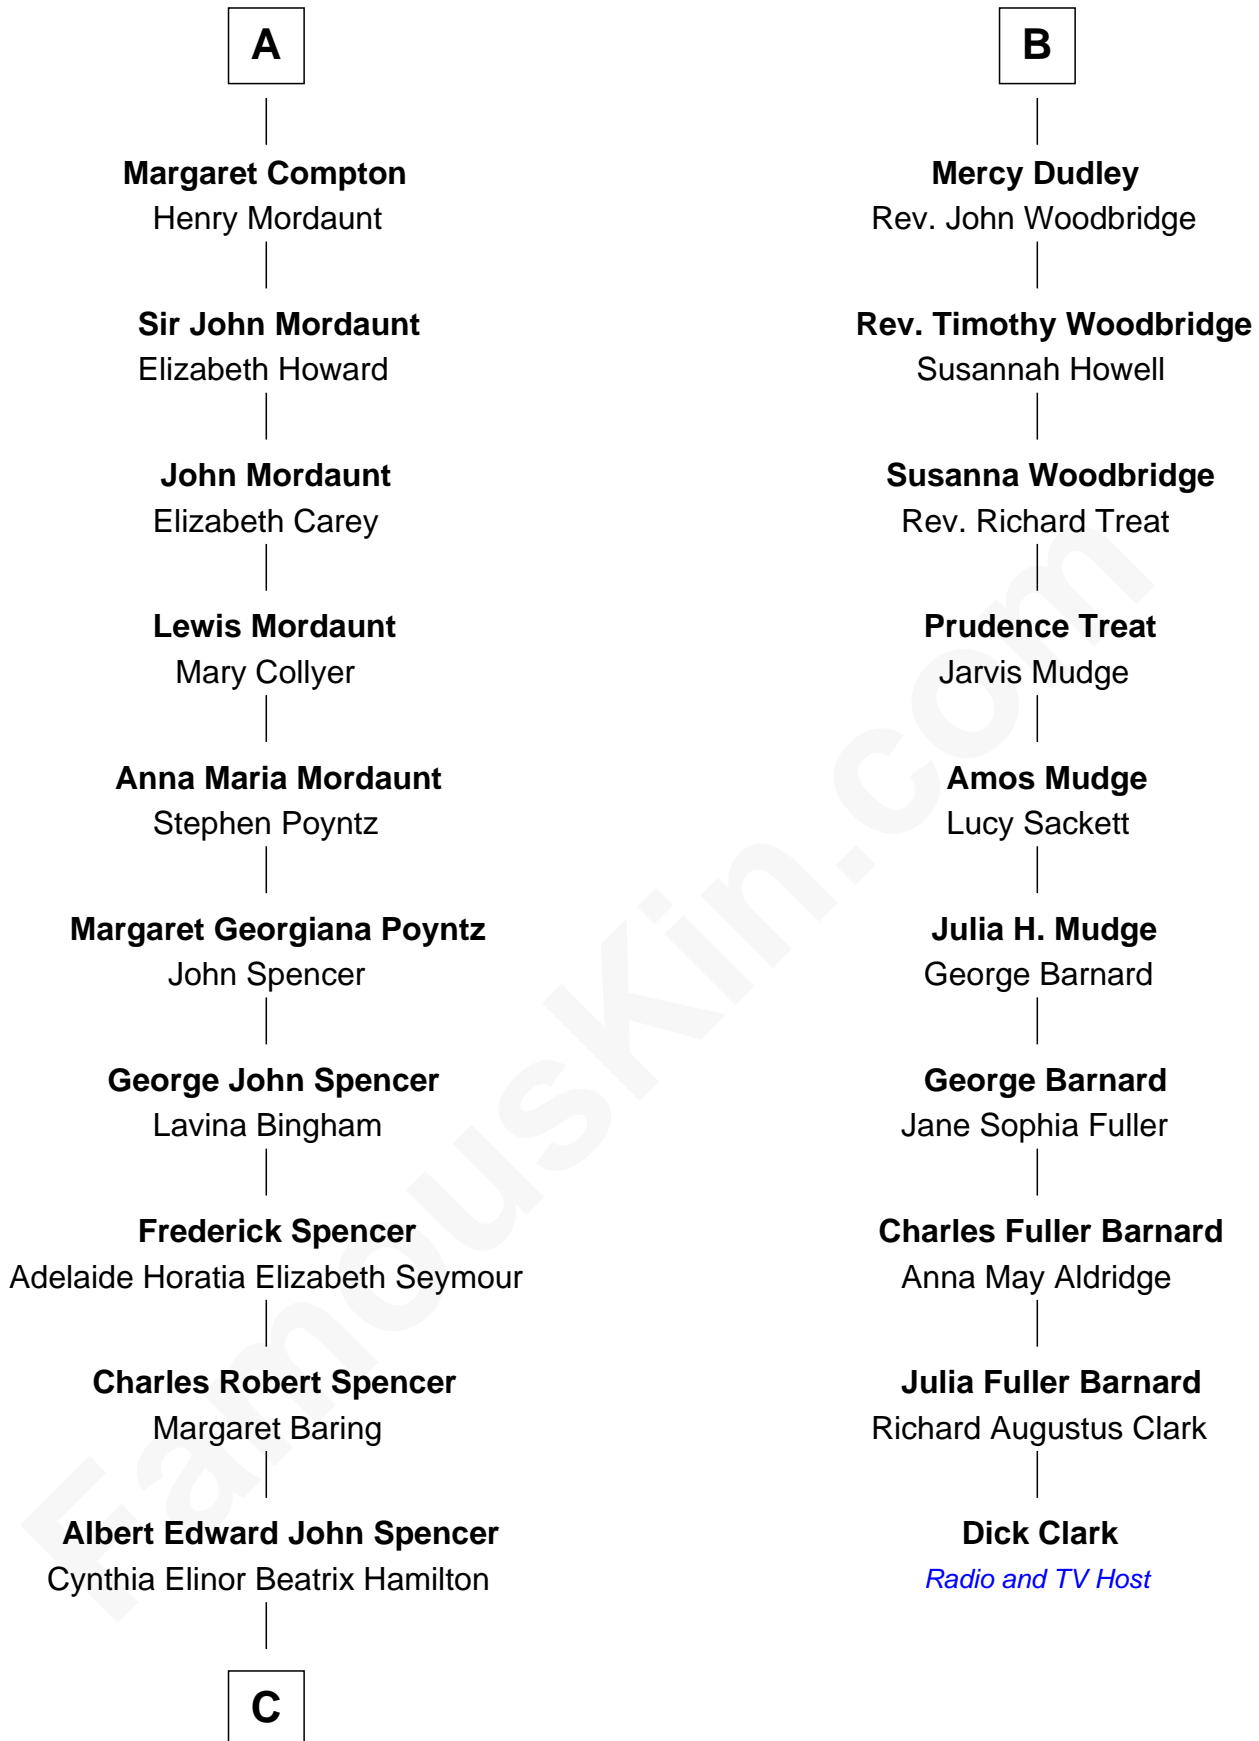 A
Margaret Compton
Henry Mordaunt
Sir John Mordaunt
Elizabeth Howard
John Mordaunt
Elizabeth Carey
Lewis Mordaunt
Mary Collyer
Anna Maria Mordaunt
Stephen Poyntz
Margaret Georgiana Poyntz
John Spencer
George John Spencer
Lavina Bingham
Frederick Spencer
Adelaide Horatia Elizabeth Seymour
Charles Robert Spencer
Margaret Baring
Albert Edward John Spencer
Cynthia Elinor Beatrix Hamilton
C
B
Mercy Dudley
Rev. John Woodbridge
Rev. Timothy Woodbridge
Susannah Howell
Susanna Woodbridge
Rev. Richard Treat
Prudence Treat
Jarvis Mudge
Amos Mudge
Lucy Sackett
Julia H. Mudge
George Barnard
George Barnard
Jane Sophia Fuller
Charles Fuller Barnard
Anna May Aldridge
Julia Fuller Barnard
Richard Augustus Clark
Dick Clark
Radio and TV Host
FamousKin.com